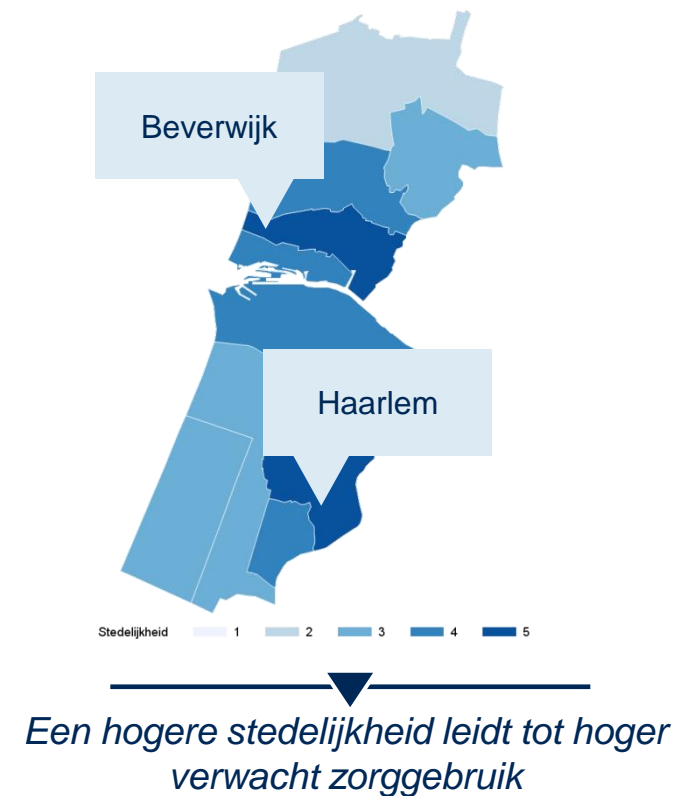 Beverwijk
Haarlem
Stedelijkheid 1 2 3 4 5
Een hogere stedelijkheid leidt tot hoger
verwacht zorggebruik